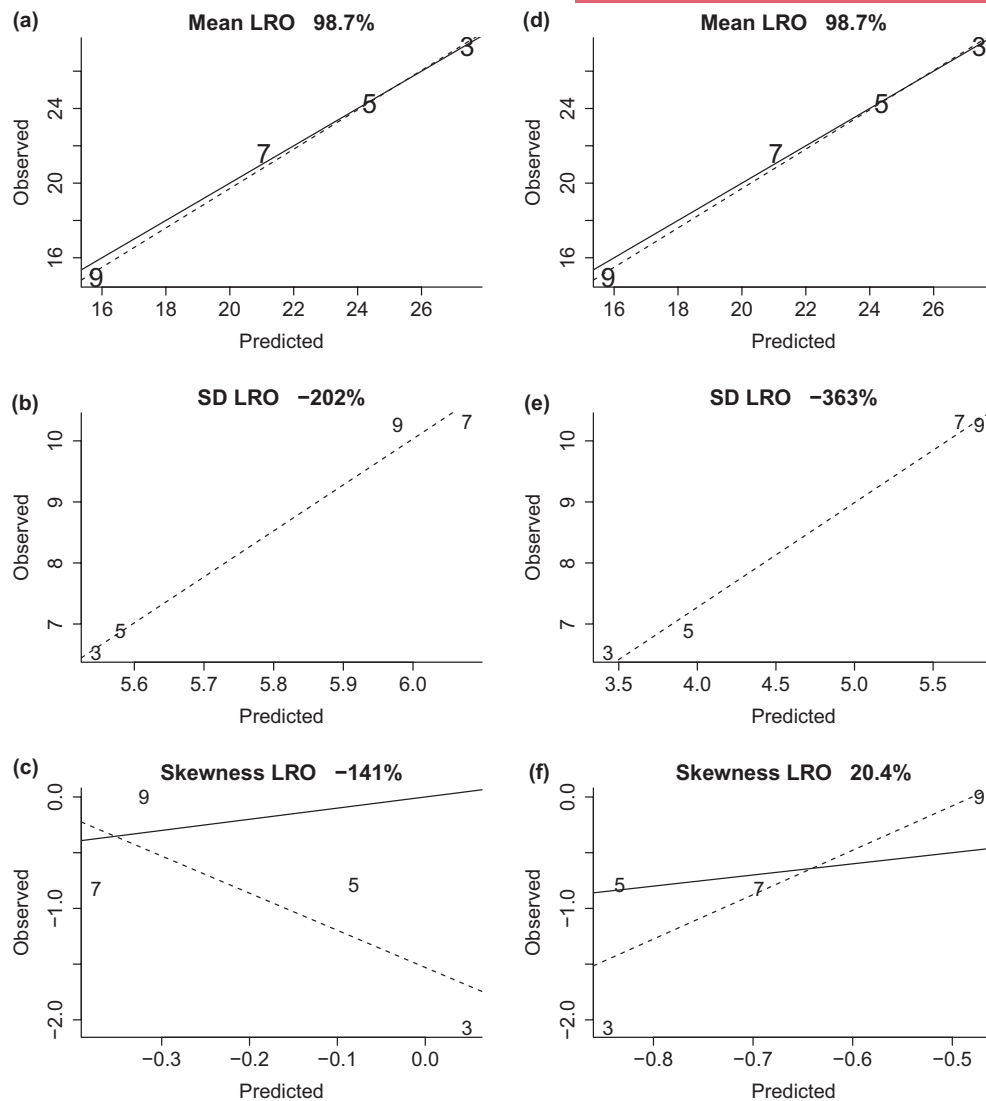 (a)
Mean LRO 98.7%
Observed
24
20
16
3
5
7
9
16 18 20 22 24 26
Predicted
(d)
Mean LRO 98.7%
Observed
24
20
16
3
5
7
9
16 18 20 22 24 26
Predicted
(b)
SD LRO −202%
Observed
10
9
8
7
9
7
5
3
5.6 5.7 5.8 5.9 6.0
Predicted
(e)
SD LRO −363%
Observed
10
9
8
7
7
9
5
3
3.5 4.0 4.5 5.0 5.5
Predicted
(c)
Skewness LRO −141%
Observed
0.0
−1.0
−2.0
9
7
5
3
−0.3 −0.2 −0.1 0.0
Predicted
(f)
Skewness LRO 20.4%
Observed
0.0
−1.0
−2.0
9
5
7
3
−0.8 −0.7 −0.6 −0.5
Predicted